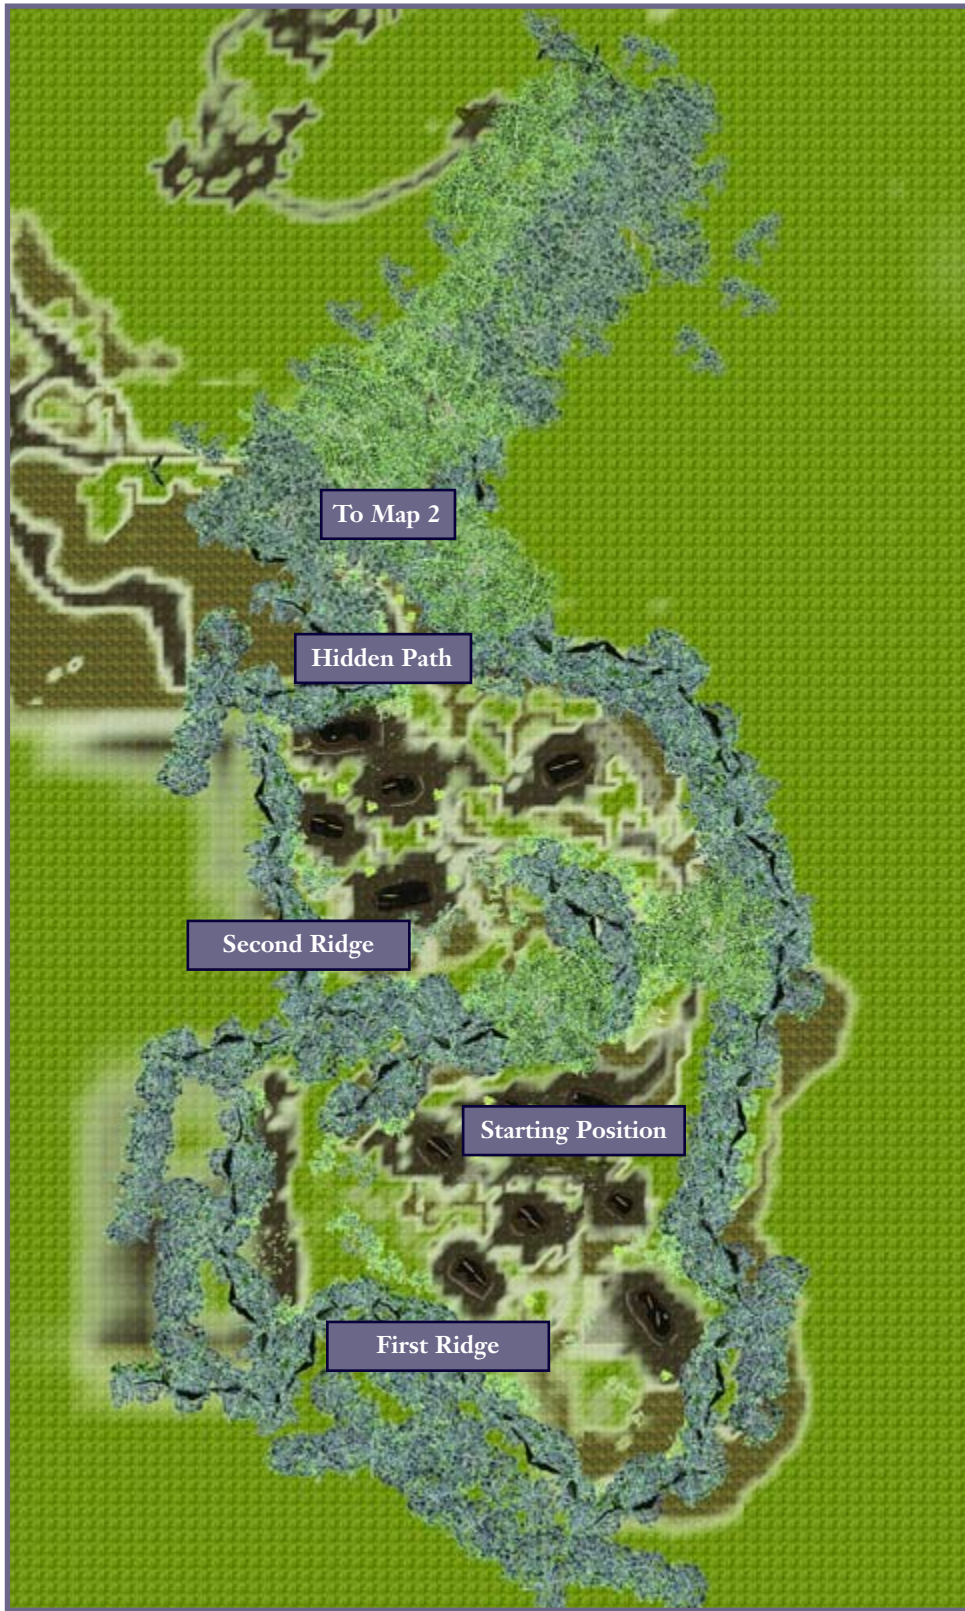 To Map 2
Hidden Path
Second Ridge
Starting Position
First Ridge